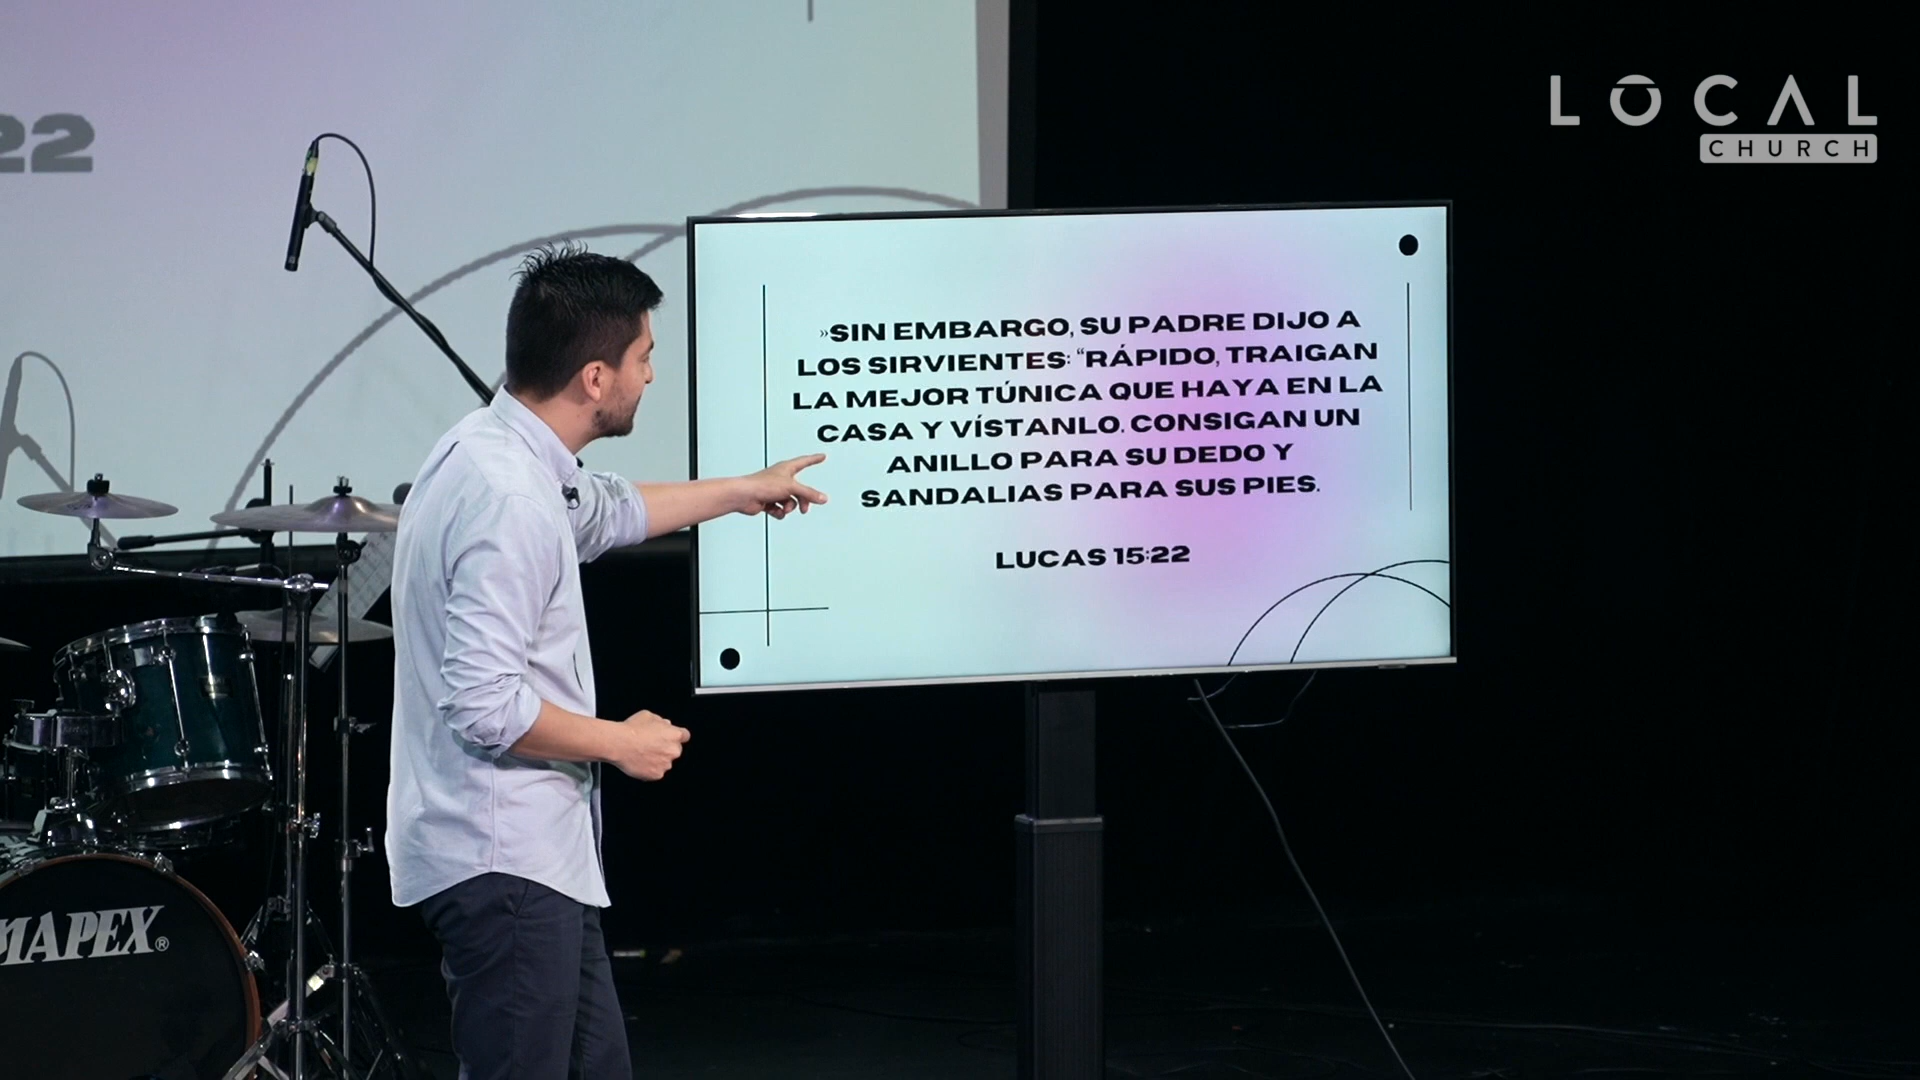 22
LOCAL
CHURCH
»SIN EMBARGO, SU PADRE DIJO A
LOS SIRVIENTES: “RÁPIDO, TRAIGAN
LA MEJOR TÚNICA QUE HAYA EN LA
CASA Y VÍSTANLO. CONSIGAN UN
ANILLO PARA SU DEDO Y
SANDALIAS PARA SUS PIES.
LUCAS 15:22
MAPEX®